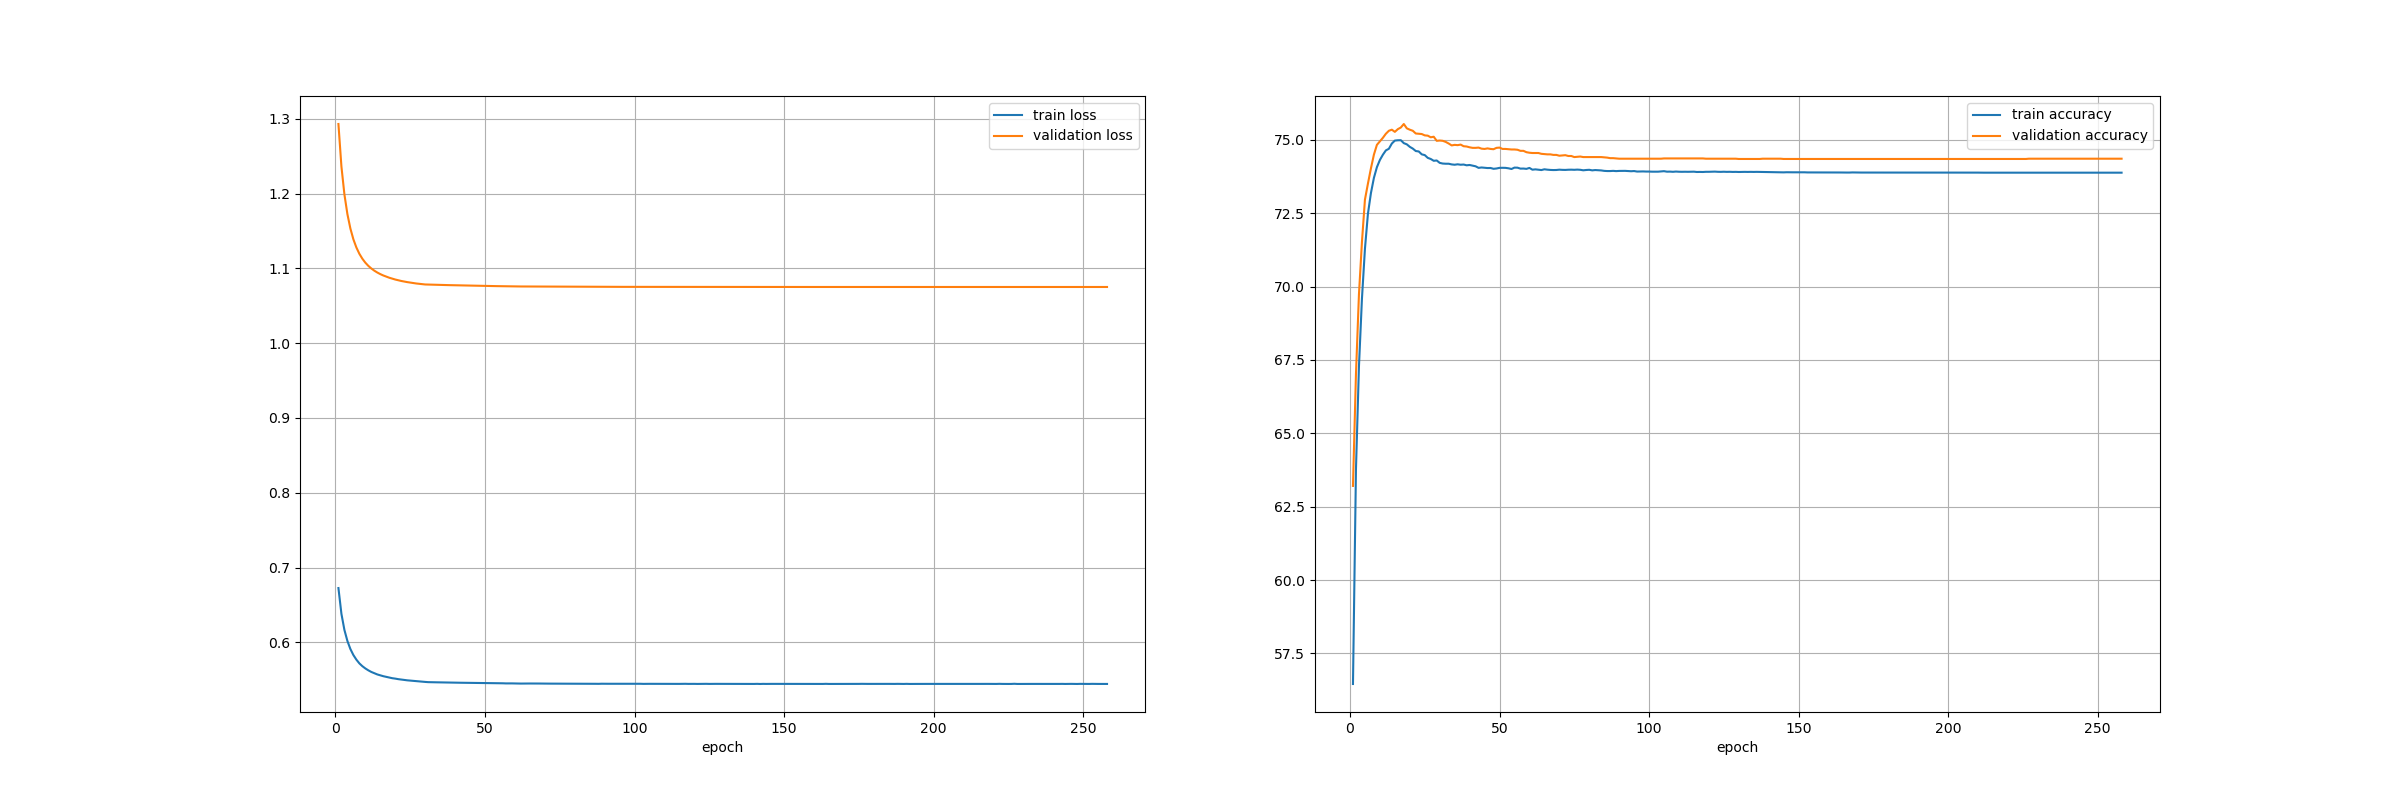 train loss
validation loss
1.3
1.2
1.1
1.0
0.9
0.8
0.7
0.6
0 50 100 150 200 250
epoch
train accuracy
validation accuracy
75.0
72.5
70.0
67.5
65.0
62.5
60.0
57.5
0 50 100 150 200 250
epoch